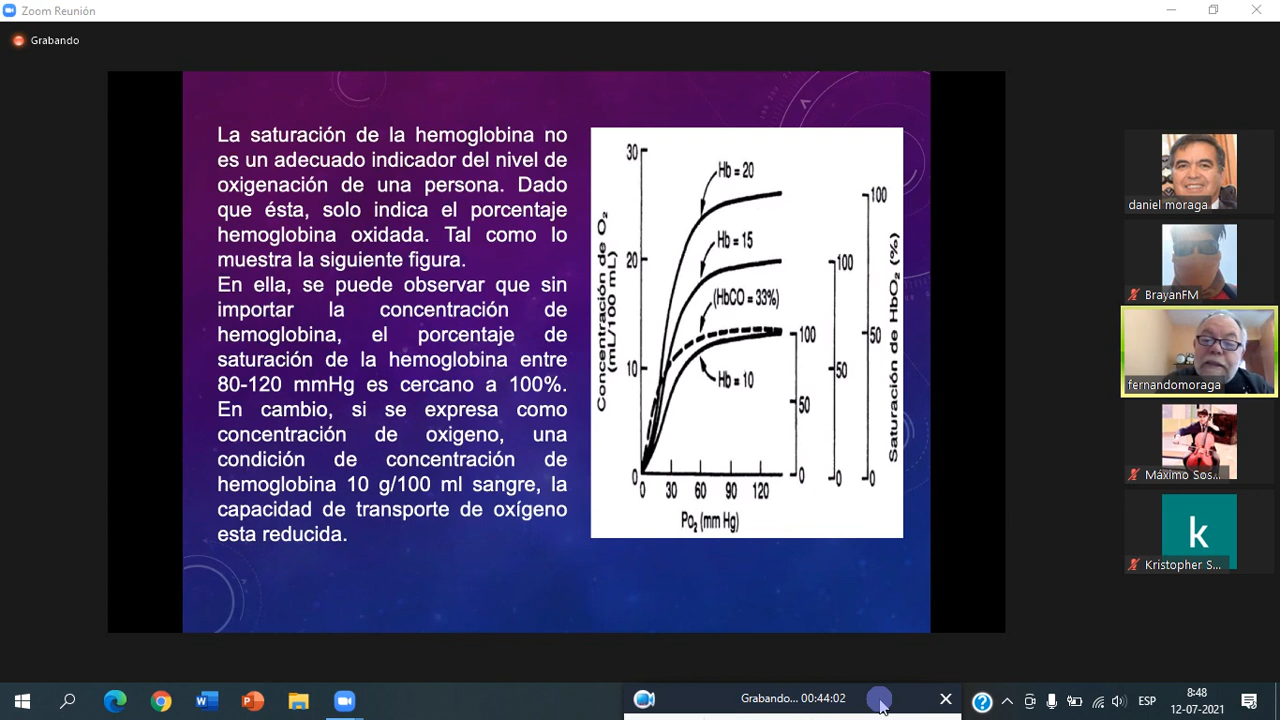 Zoom Reunión
Grabando
La saturación de la hemoglobina no
es un adecuado indicador del nivel de
oxigenación de una persona. Dado
que ésta, solo indica el porcentaje
hemoglobina oxidada. Tal como lo
muestra la siguiente figura.
En ella, se puede observar que sin
importar la concentración de
hemoglobina, el porcentaje de
saturación de la hemoglobina entre
80-120 mmHg es cercano a 100%.
En cambio, si se expresa como
concentración de oxigeno, una
condición de concentración de
hemoglobina 10 g/100 ml sangre, la
capacidad de transporte de oxígeno
esta reducida.
Concentración de O₂
(mL/100 mL)
30
20
10
0
Hb = 20
Hb = 15
(HbCO = 33%)
Hb = 10
0 30 60 90 120
Po₂ (mm Hg)
100
50
0
100
50
0
100
50
0
Saturación de HbO₂ (%)
daniel moraga
BrayanFM
fernandomoraga
Máximo Sos...
k
Kristopher S...
Grabando... 00:44:02
ESP
8:48
12-07-2021